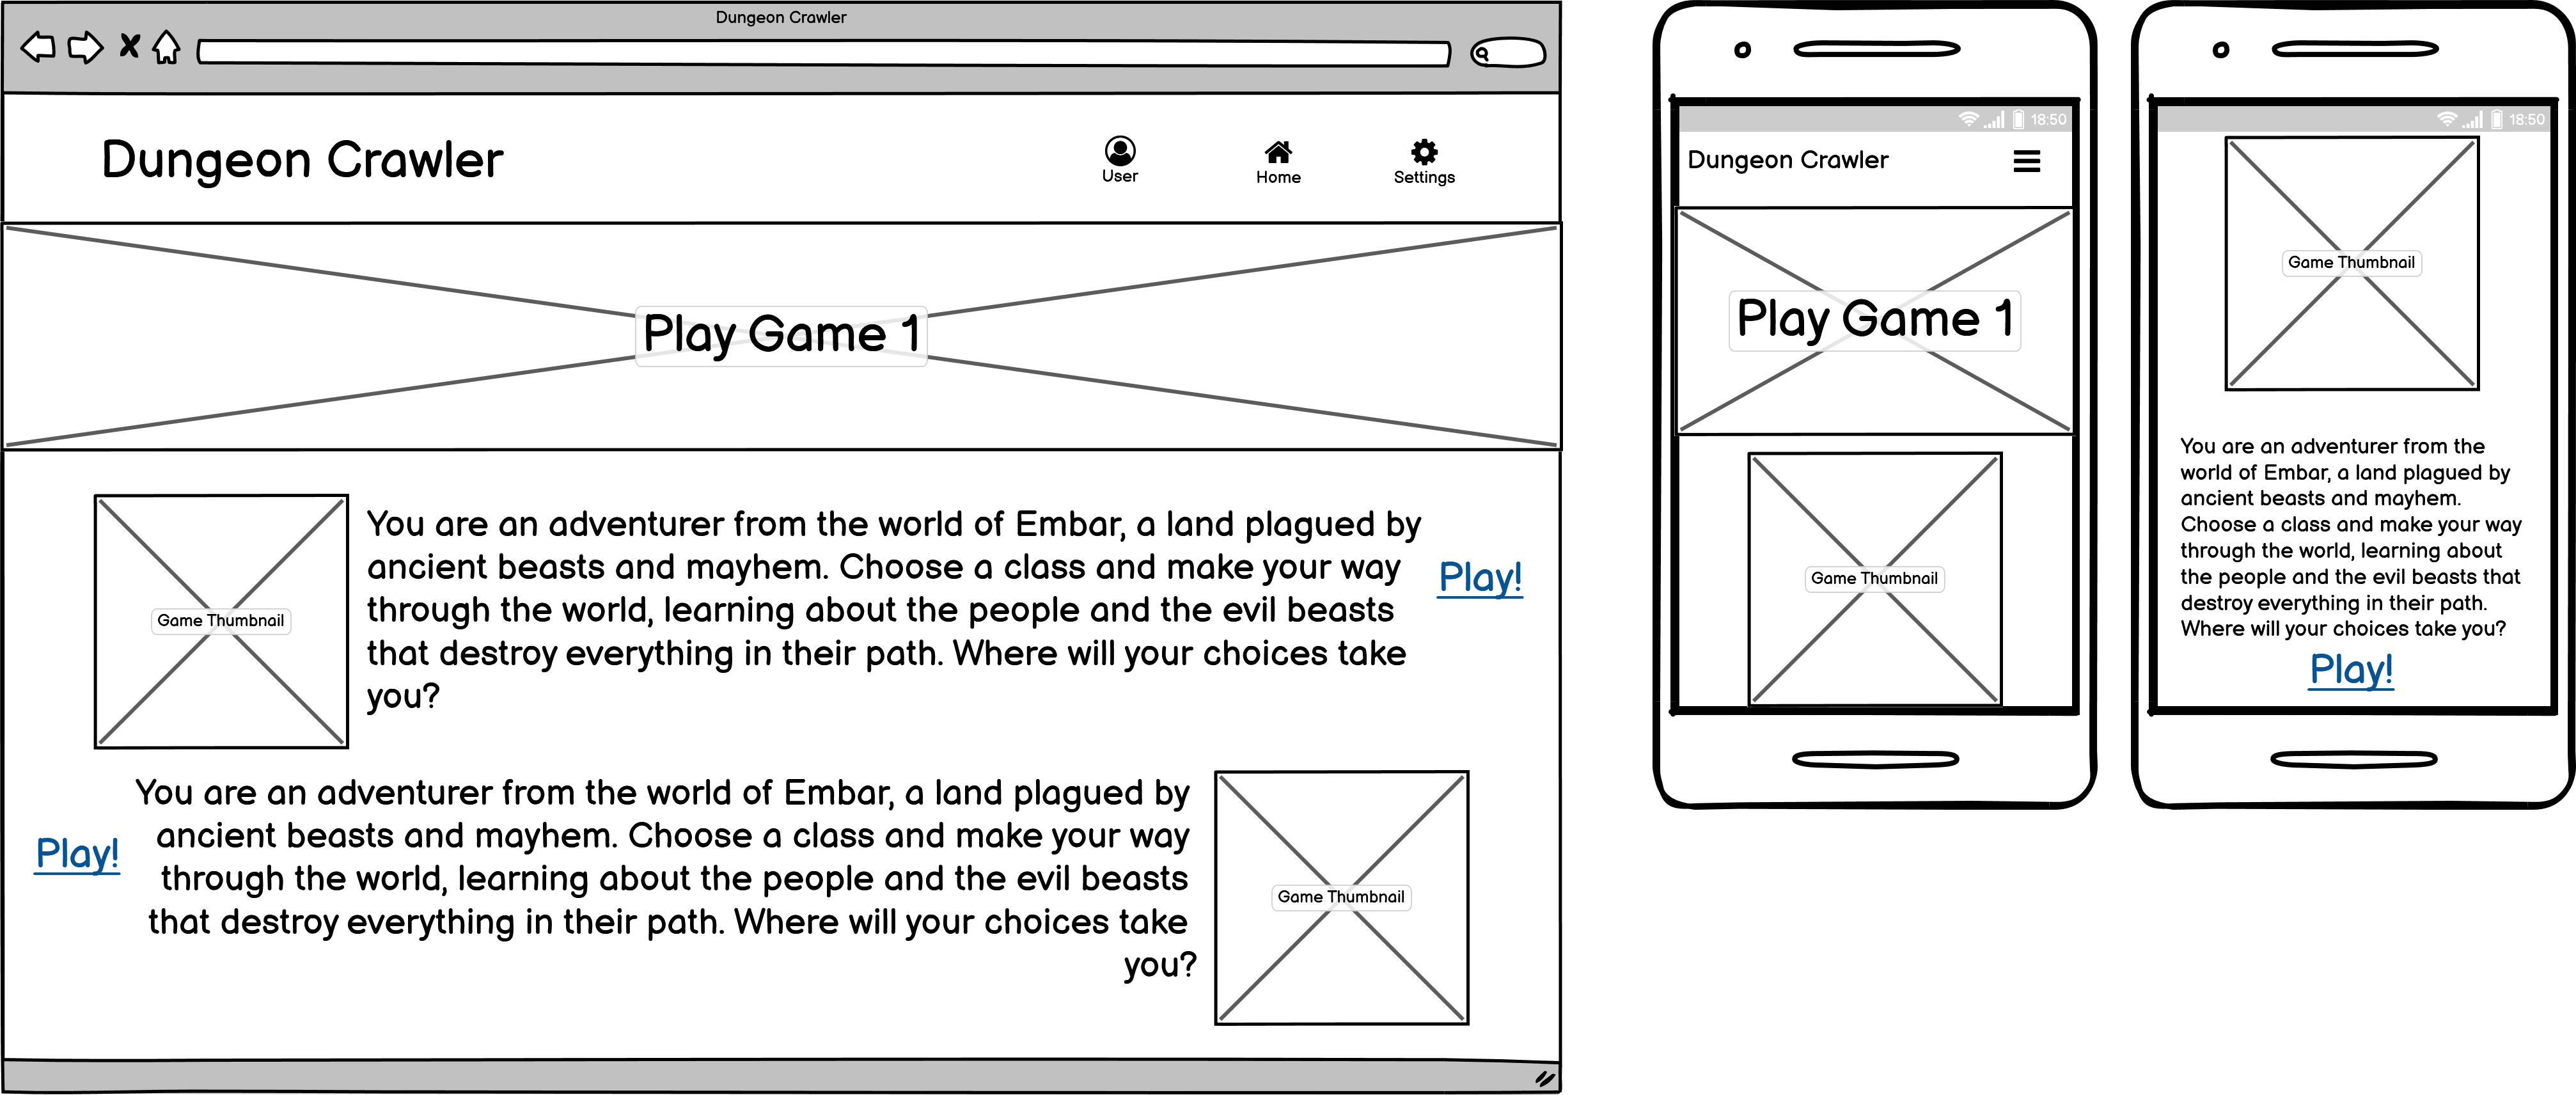 Dungeon Crawler
Dungeon Crawler
User
Home
Settings
Play Game 1
Game Thumbnail
You are an adventurer from the world of Embar, a land plagued by
ancient beasts and mayhem. Choose a class and make your way
through the world, learning about the people and the evil beasts
that destroy everything in their path. Where will your choices take
you?
Play!
Play!
You are an adventurer from the world of Embar, a land plagued by
ancient beasts and mayhem. Choose a class and make your way
through the world, learning about the people and the evil beasts
that destroy everything in their path. Where will your choices take
you?
Game Thumbnail
18:50
Dungeon Crawler
Play Game 1
Game Thumbnail
18:50
Game Thumbnail
You are an adventurer from the
world of Embar, a land plagued by
ancient beasts and mayhem.
Choose a class and make your way
through the world, learning about
the people and the evil beasts that
destroy everything in their path.
Where will your choices take you?
Play!